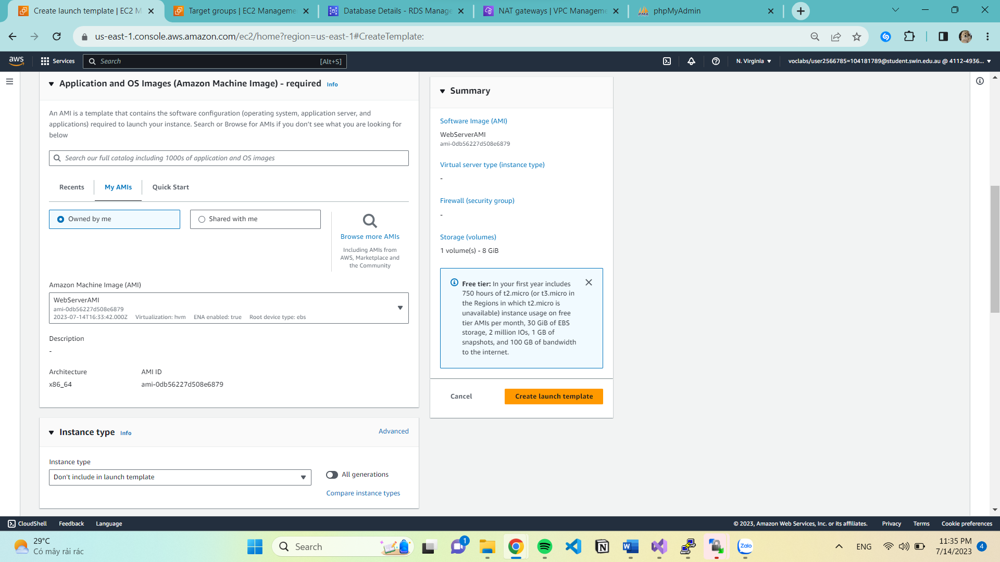 Create launch template | EC2 M
Target groups | EC2 Manageme
Database Details - RDS Manage
NAT gateways | VPC Manageme
phpMyAdmin
us-east-1.console.aws.amazon.com/ec2/home?region=us-east-1#CreateTemplate:
aws
Services
Search
[Alt+S]
N. Virginia
voclabs/user2566785=104181789@student.swin.edu.au @ 4112-4936...
Application and OS Images (Amazon Machine Image) - required Info
An AMI is a template that contains the software configuration (operating system, application server, and
applications) required to launch your instance. Search or Browse for AMIs if you don't see what you are looking for
below
Search our full catalog including 1000s of application and OS images
Recents
My AMIs
Quick Start
Owned by me
Shared with me
Browse more AMIs
Including AMIs from
AWS, Marketplace and
the Community
Amazon Machine Image (AMI)
WebServerAMI
ami-0db56227d508e6879
2023-07-14T16:33:42.000Z Virtualization: hvm ENA enabled: true Root device type: ebs
Description
-
Architecture
AMI ID
x86_64
ami-0db56227d508e6879
Instance type Info
Advanced
Instance type
Don't include in launch template
All generations
Compare instance types
Summary
Software Image (AMI)
WebServerAMI
ami-0db56227d508e6879
Virtual server type (instance type)
-
Firewall (security group)
-
Storage (volumes)
1 volume(s) - 8 GiB
Free tier: In your first year includes
750 hours of t2.micro (or t3.micro in
the Regions in which t2.micro is
unavailable) instance usage on free
tier AMIs per month, 30 GiB of EBS
storage, 2 million IOs, 1 GB of
snapshots, and 100 GB of bandwidth
to the internet.
Cancel
Create launch template
CloudShell
Feedback
Language
© 2023, Amazon Web Services, Inc. or its affiliates.
Privacy
Terms
Cookie preferences
29°C
Có mây rải rác
Search
1
Zalo
ENG
11:35 PM
7/14/2023
4